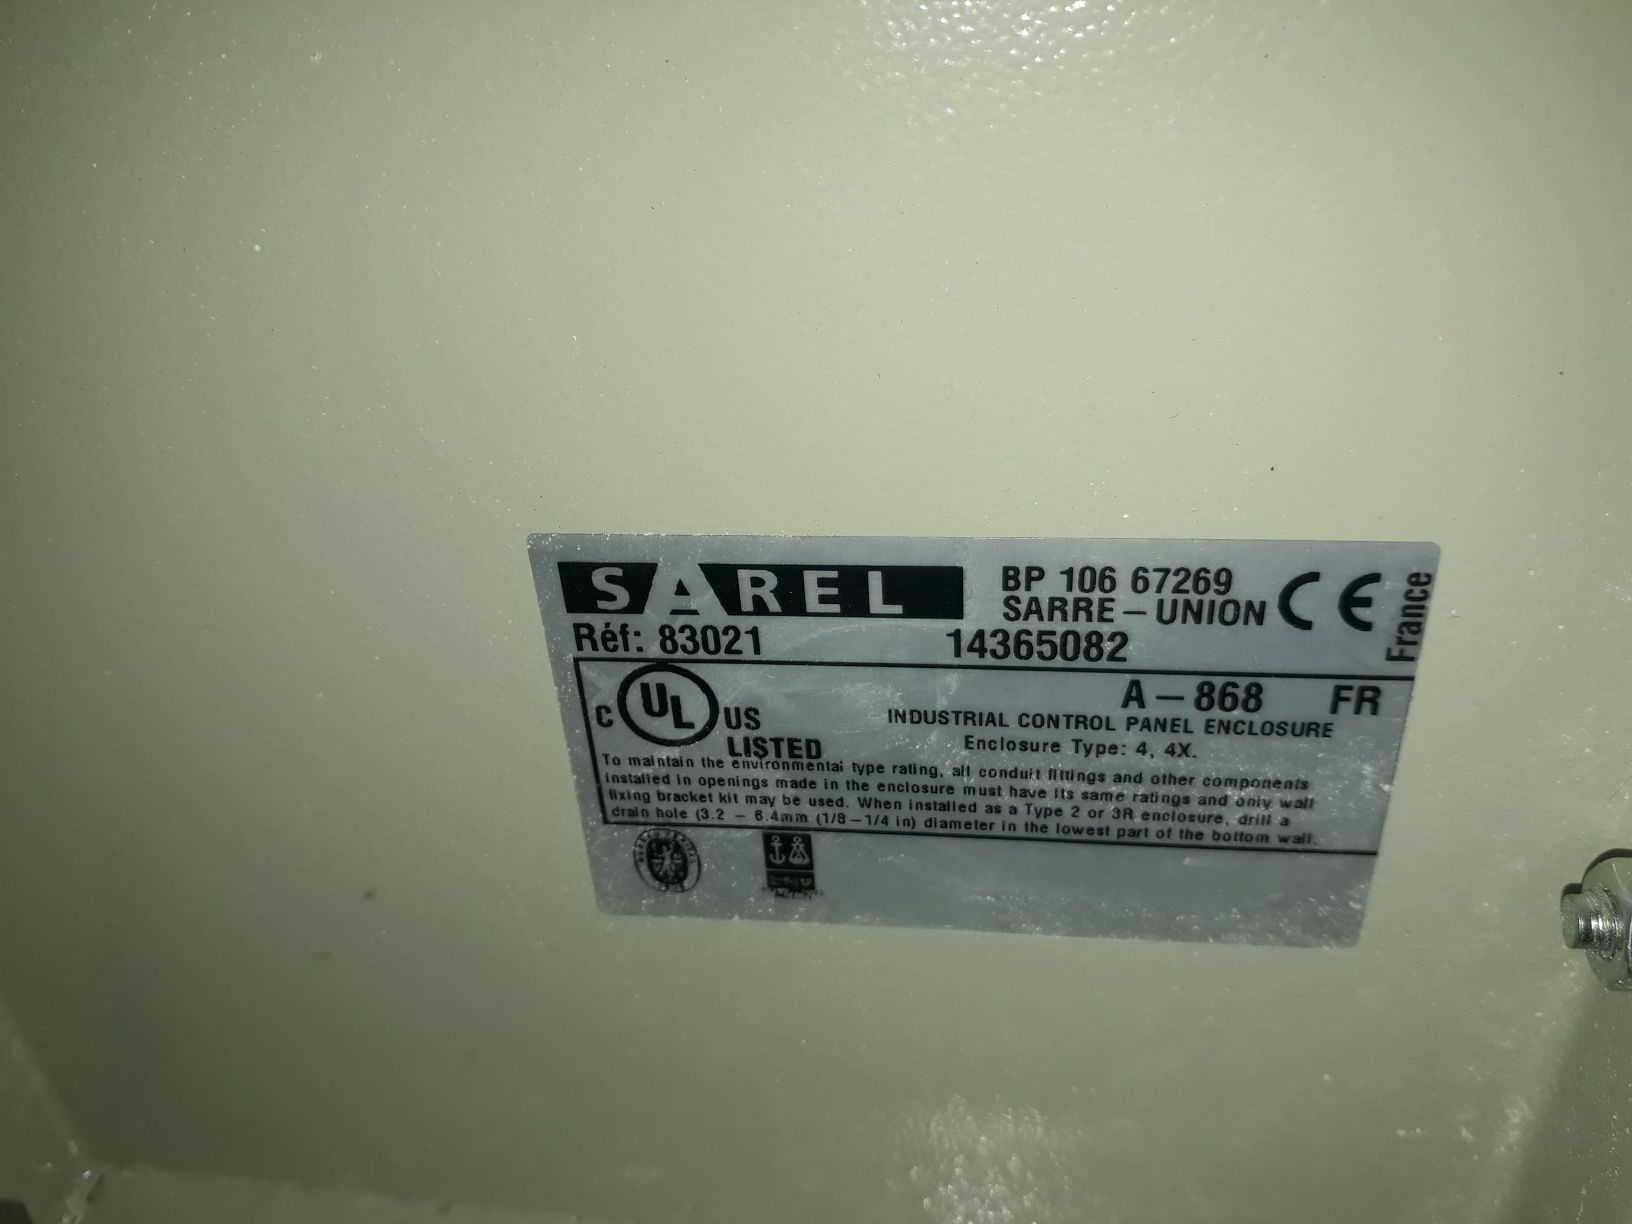 SAREL
BP 106 67269
SARRE – UNION
CE
France
Réf: 83021
14365082
A – 868 FR
C UL US
LISTED
INDUSTRIAL CONTROL PANEL ENCLOSURE
Enclosure Type: 4, 4X.
To maintain the environmental type rating, all conduit fittings and other components
installed in openings made in the enclosure must have its same ratings and only wall
fixing bracket kit may be used. When installed as a Type 2 or 3R enclosure, drill a
drain hole (3.2 – 6.4mm (1/8–1/4 in) diameter in the lowest part of the bottom wall.